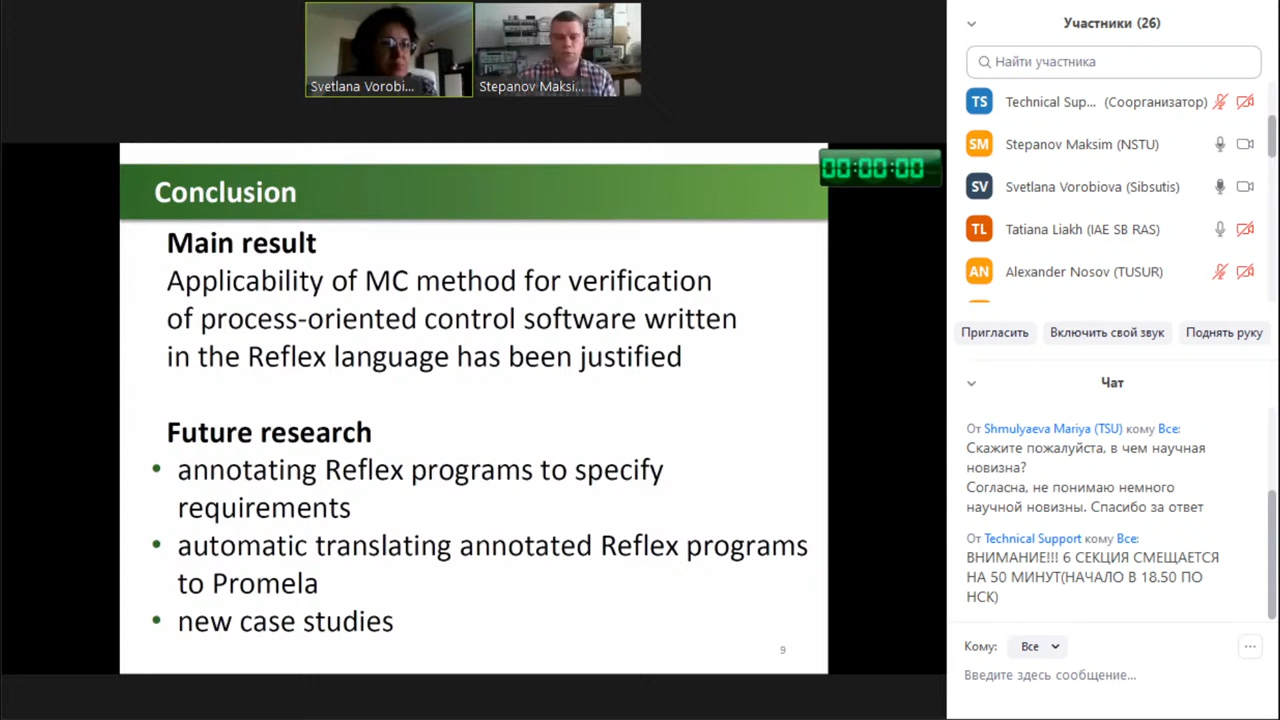 Svetlana Vorobi...
Stepanov Maksi...
00:00:00
Conclusion
Main result
Applicability of MC method for verification
of process-oriented control software written
in the Reflex language has been justified
Future research
• annotating Reflex programs to specify
requirements
• automatic translating annotated Reflex programs
to Promela
• new case studies
9
Участники (26)
Найти участника
TS Technical Sup... (Соорганизатор)
SM Stepanov Maksim (NSTU)
SV Svetlana Vorobiova (Sibsutis)
TL Tatiana Liakh (IAE SB RAS)
AN Alexander Nosov (TUSUR)
Пригласить Включить свой звук Поднять руку
Чат
От Shmulyaeva Mariya (TSU) кому Все:
Скажите пожалуйста, в чем научная
новизна?
Согласна, не понимаю немного
научной новизны. Спасибо за ответ
От Technical Support кому Все:
ВНИМАНИЕ!!! 6 СЕКЦИЯ СМЕЩАЕТСЯ
НА 50 МИНУТ(НАЧАЛО В 18.50 ПО
НСК)
Кому: Все
Введите здесь сообщение...